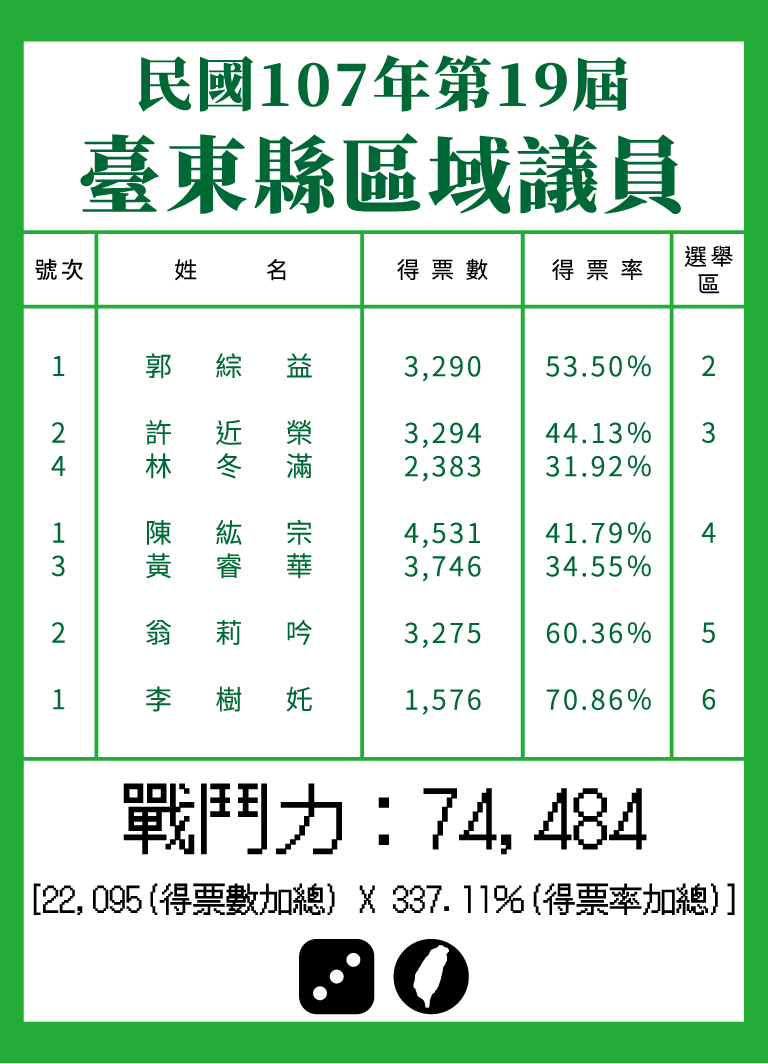 民國107年第19屆
臺東縣區域議員
號次 姓名 得票數 得票率 選舉區
1 郭綜益 3,290 53.50% 2
2 許近榮 3,294 44.13% 3
4 林冬滿 2,383 31.92%
1 陳紘宗 4,531 41.79% 4
3 黃睿華 3,746 34.55%
2 翁莉吟 3,275 60.36% 5
1 李樹奼 1,576 70.86% 6
戰鬥力：74,484
[22,095(得票數加總) X 337.11%(得票率加總)]